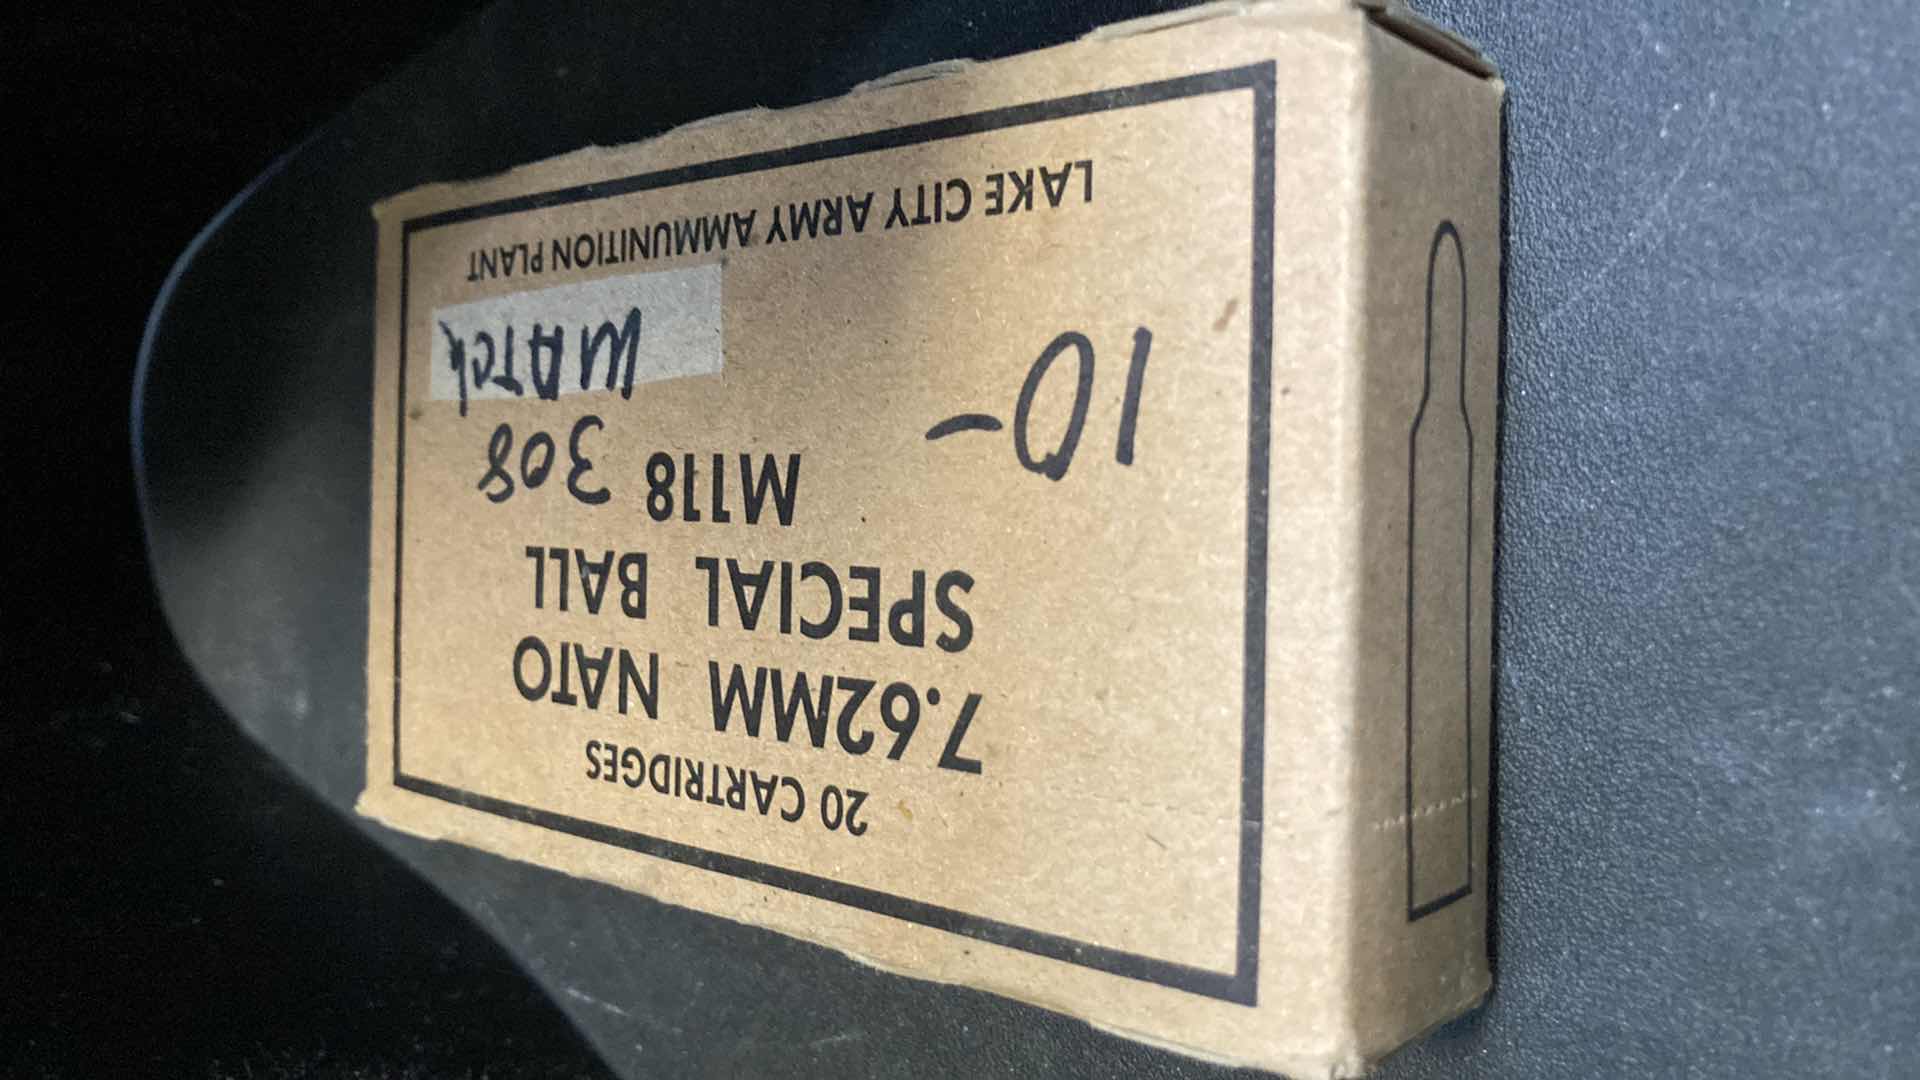 20 CARTRIDGES
7.62MM NATO
SPECIAL BALL
M118 308
10- MATCH
LAKE CITY ARMY AMMUNITION PLANT